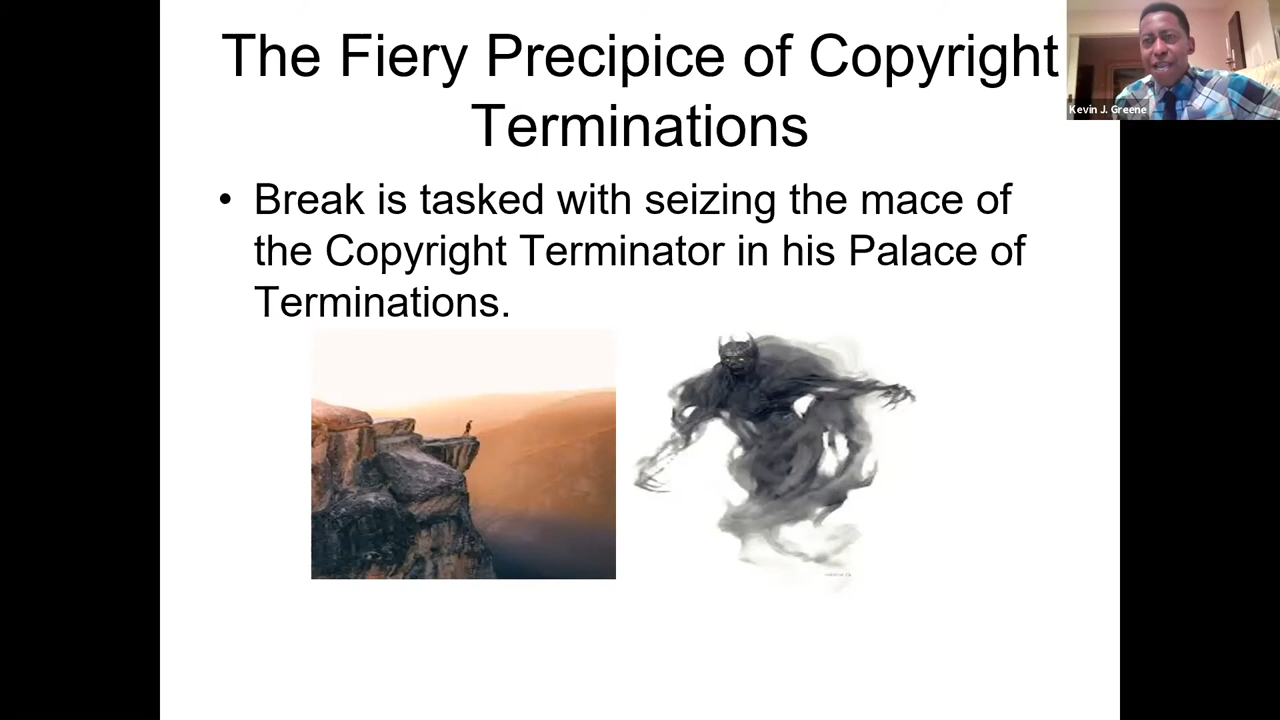 The Fiery Precipice of Copyright
Terminations
Kevin J. Greene
• Break is tasked with seizing the mace of
the Copyright Terminator in his Palace of
Terminations.